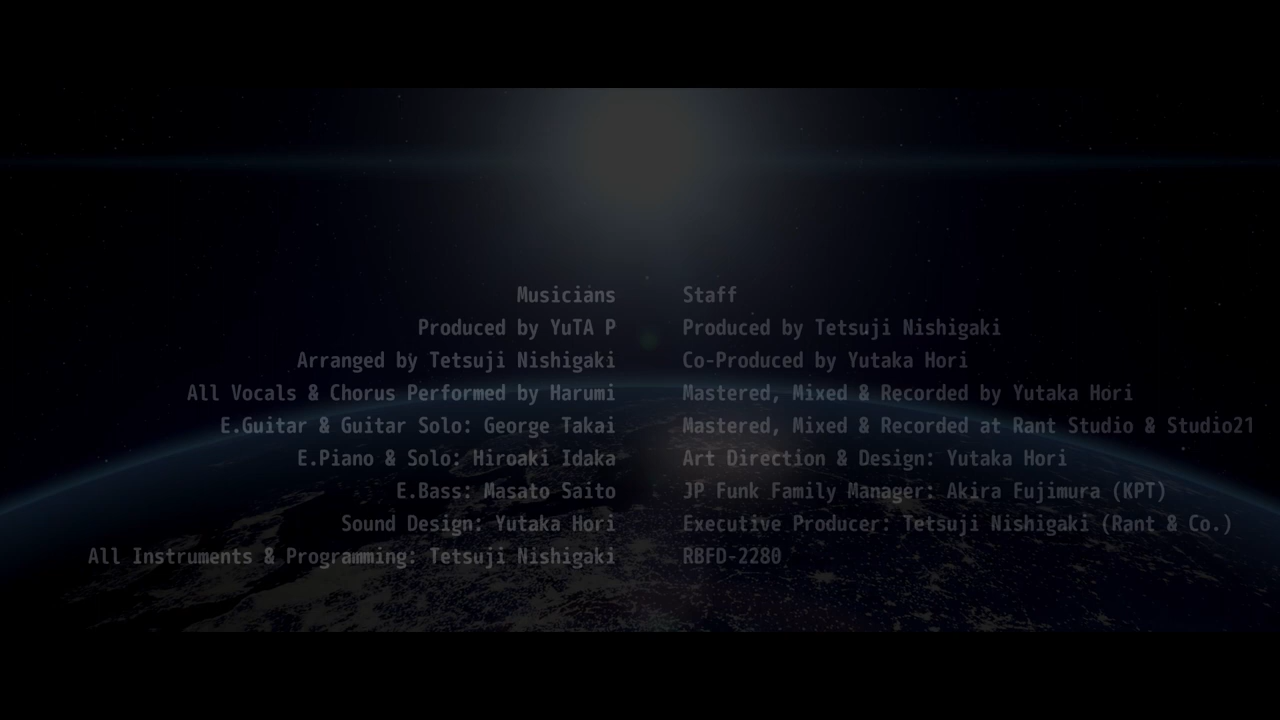 Musicians
Produced by YuTA P
Arranged by Tetsuji Nishigaki
All Vocals & Chorus Performed by Harumi
E.Guitar & Guitar Solo: George Takai
E.Piano & Solo: Hiroaki Idaka
E.Bass: Masato Saito
Sound Design: Yutaka Hori
All Instruments & Programming: Tetsuji Nishigaki
Staff
Produced by Tetsuji Nishigaki
Co-Produced by Yutaka Hori
Mastered, Mixed & Recorded by Yutaka Hori
Mastered, Mixed & Recorded at Rant Studio & Studio21
Art Direction & Design: Yutaka Hori
JP Funk Family Manager: Akira Fujimura (KPT)
Executive Producer: Tetsuji Nishigaki (Rant & Co.)
RBFD-2280